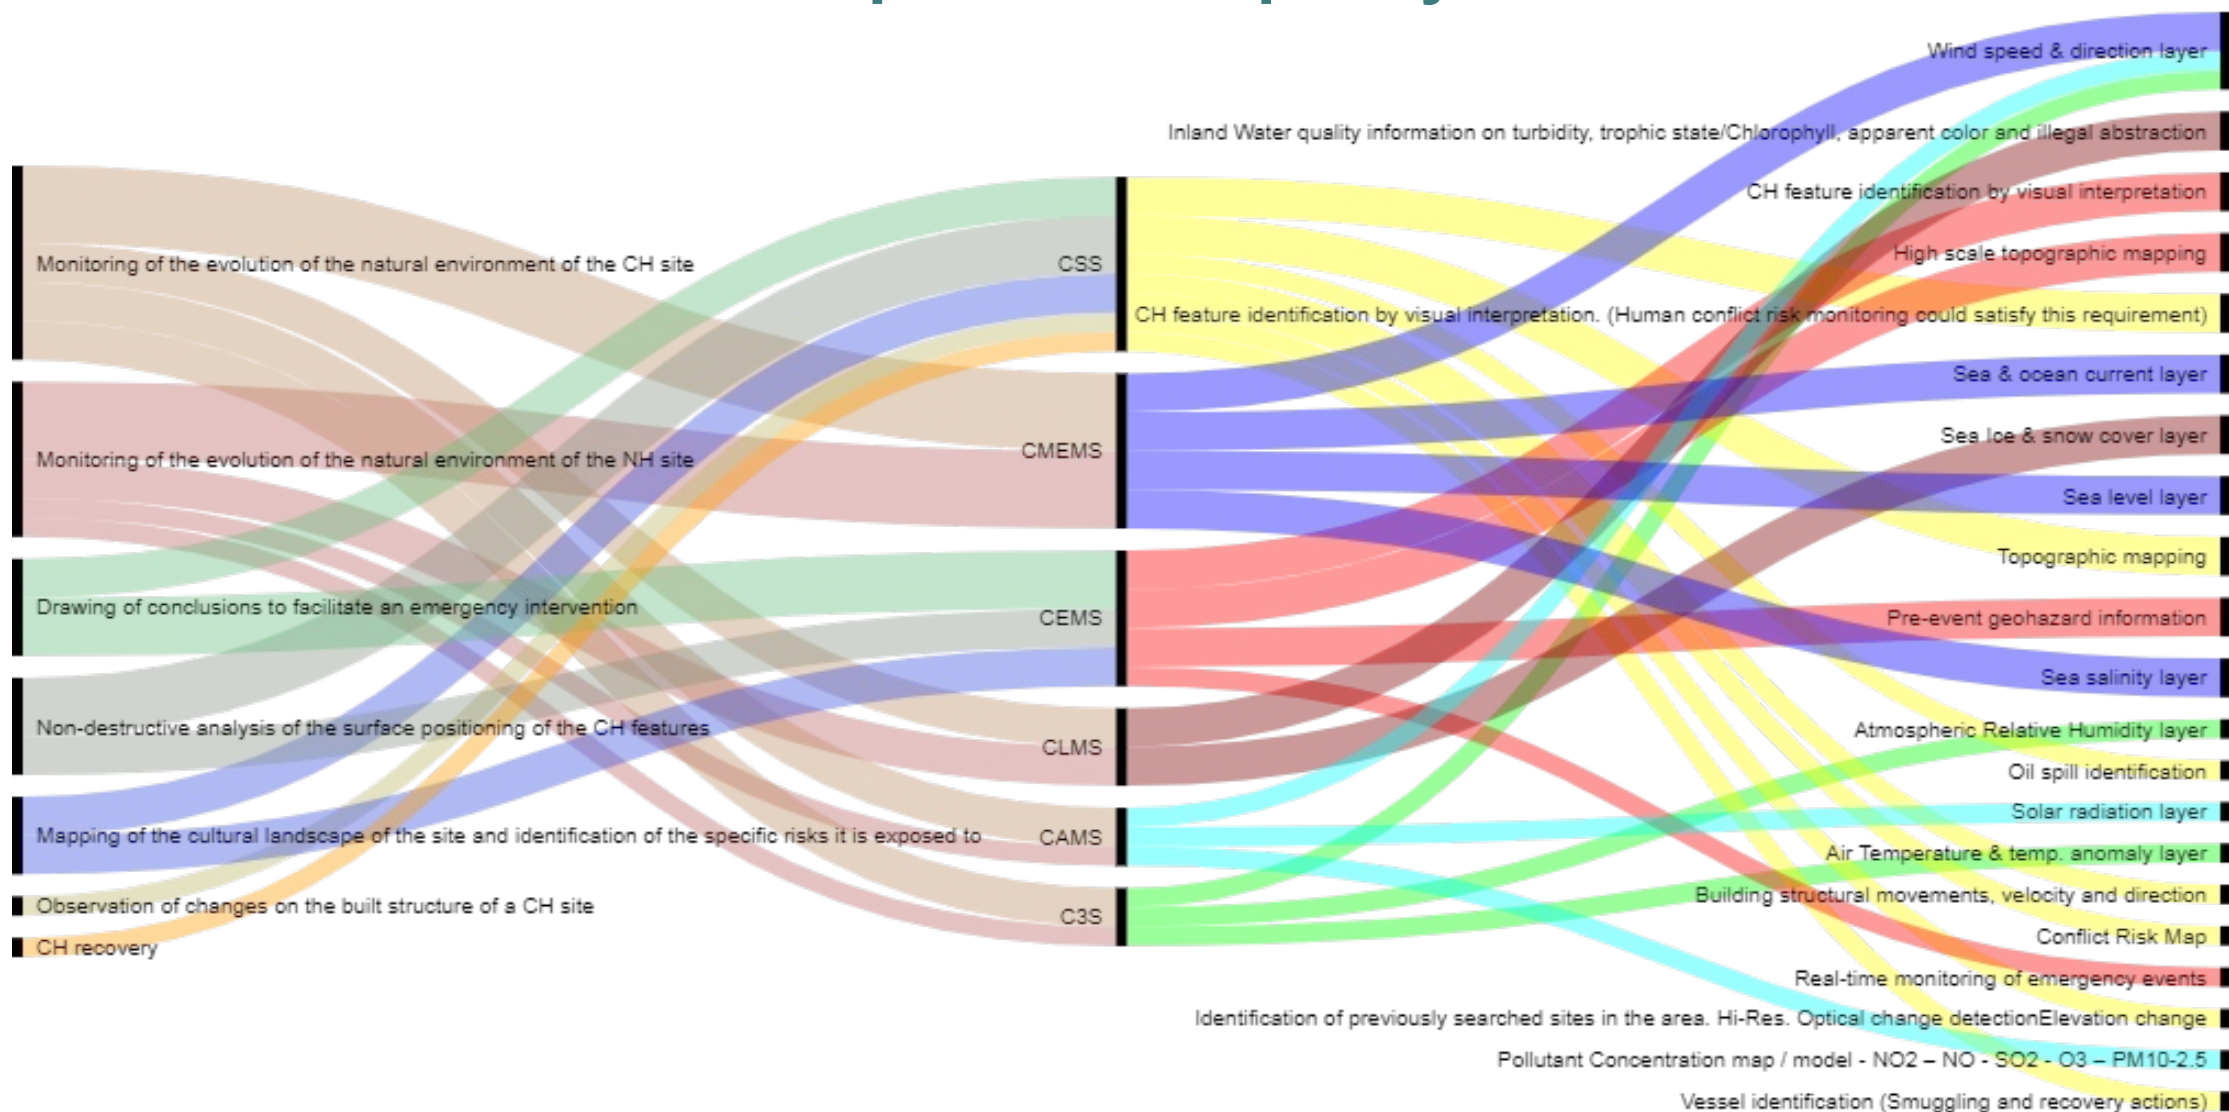 Monitoring of the evolution of the natural environment of the CH site
Monitoring of the evolution of the natural environment of the NH site
Drawing of conclusions to facilitate an emergency intervention
Non-destructive analysis of the surface positioning of the CH features
Mapping of the cultural landscape of the site and identification of the specific risks it is exposed to
Observation of changes on the built structure of a CH site
CH recovery
CSS
CMEMS
CEMS
CLMS
CAMS
C3S
Wind speed & direction layer
Inland Water quality information on turbidity, trophic state/Chlorophyll, apparent color and illegal abstraction
CH feature identification by visual interpretation
High scale topographic mapping
CH feature identification by visual interpretation. (Human conflict risk monitoring could satisfy this requirement)
Sea & ocean current layer
Sea Ice & snow cover layer
Sea level layer
Topographic mapping
Pre-event geohazard information
Sea salinity layer
Atmospheric Relative Humidity layer
Oil spill identification
Solar radiation layer
Air Temperature & temp. anomaly layer
Building structural movements, velocity and direction
Conflict Risk Map
Real-time monitoring of emergency events
Identification of previously searched sites in the area. Hi-Res. Optical change detectionElevation change
Pollutant Concentration map / model - NO2 – NO - SO2 - O3 – PM10-2.5
Vessel identification (Smuggling and recovery actions)